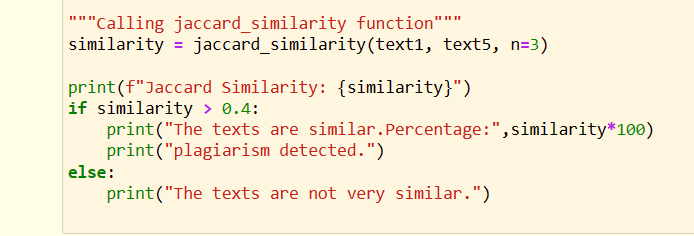 """Calling jaccard_similarity function"""
similarity = jaccard_similarity(text1, text5, n=3)
print(f"Jaccard Similarity: {similarity}")
if similarity > 0.4:
    print("The texts are similar.Percentage:",similarity*100)
    print("plagiarism detected.")
else:
    print("The texts are not very similar.")